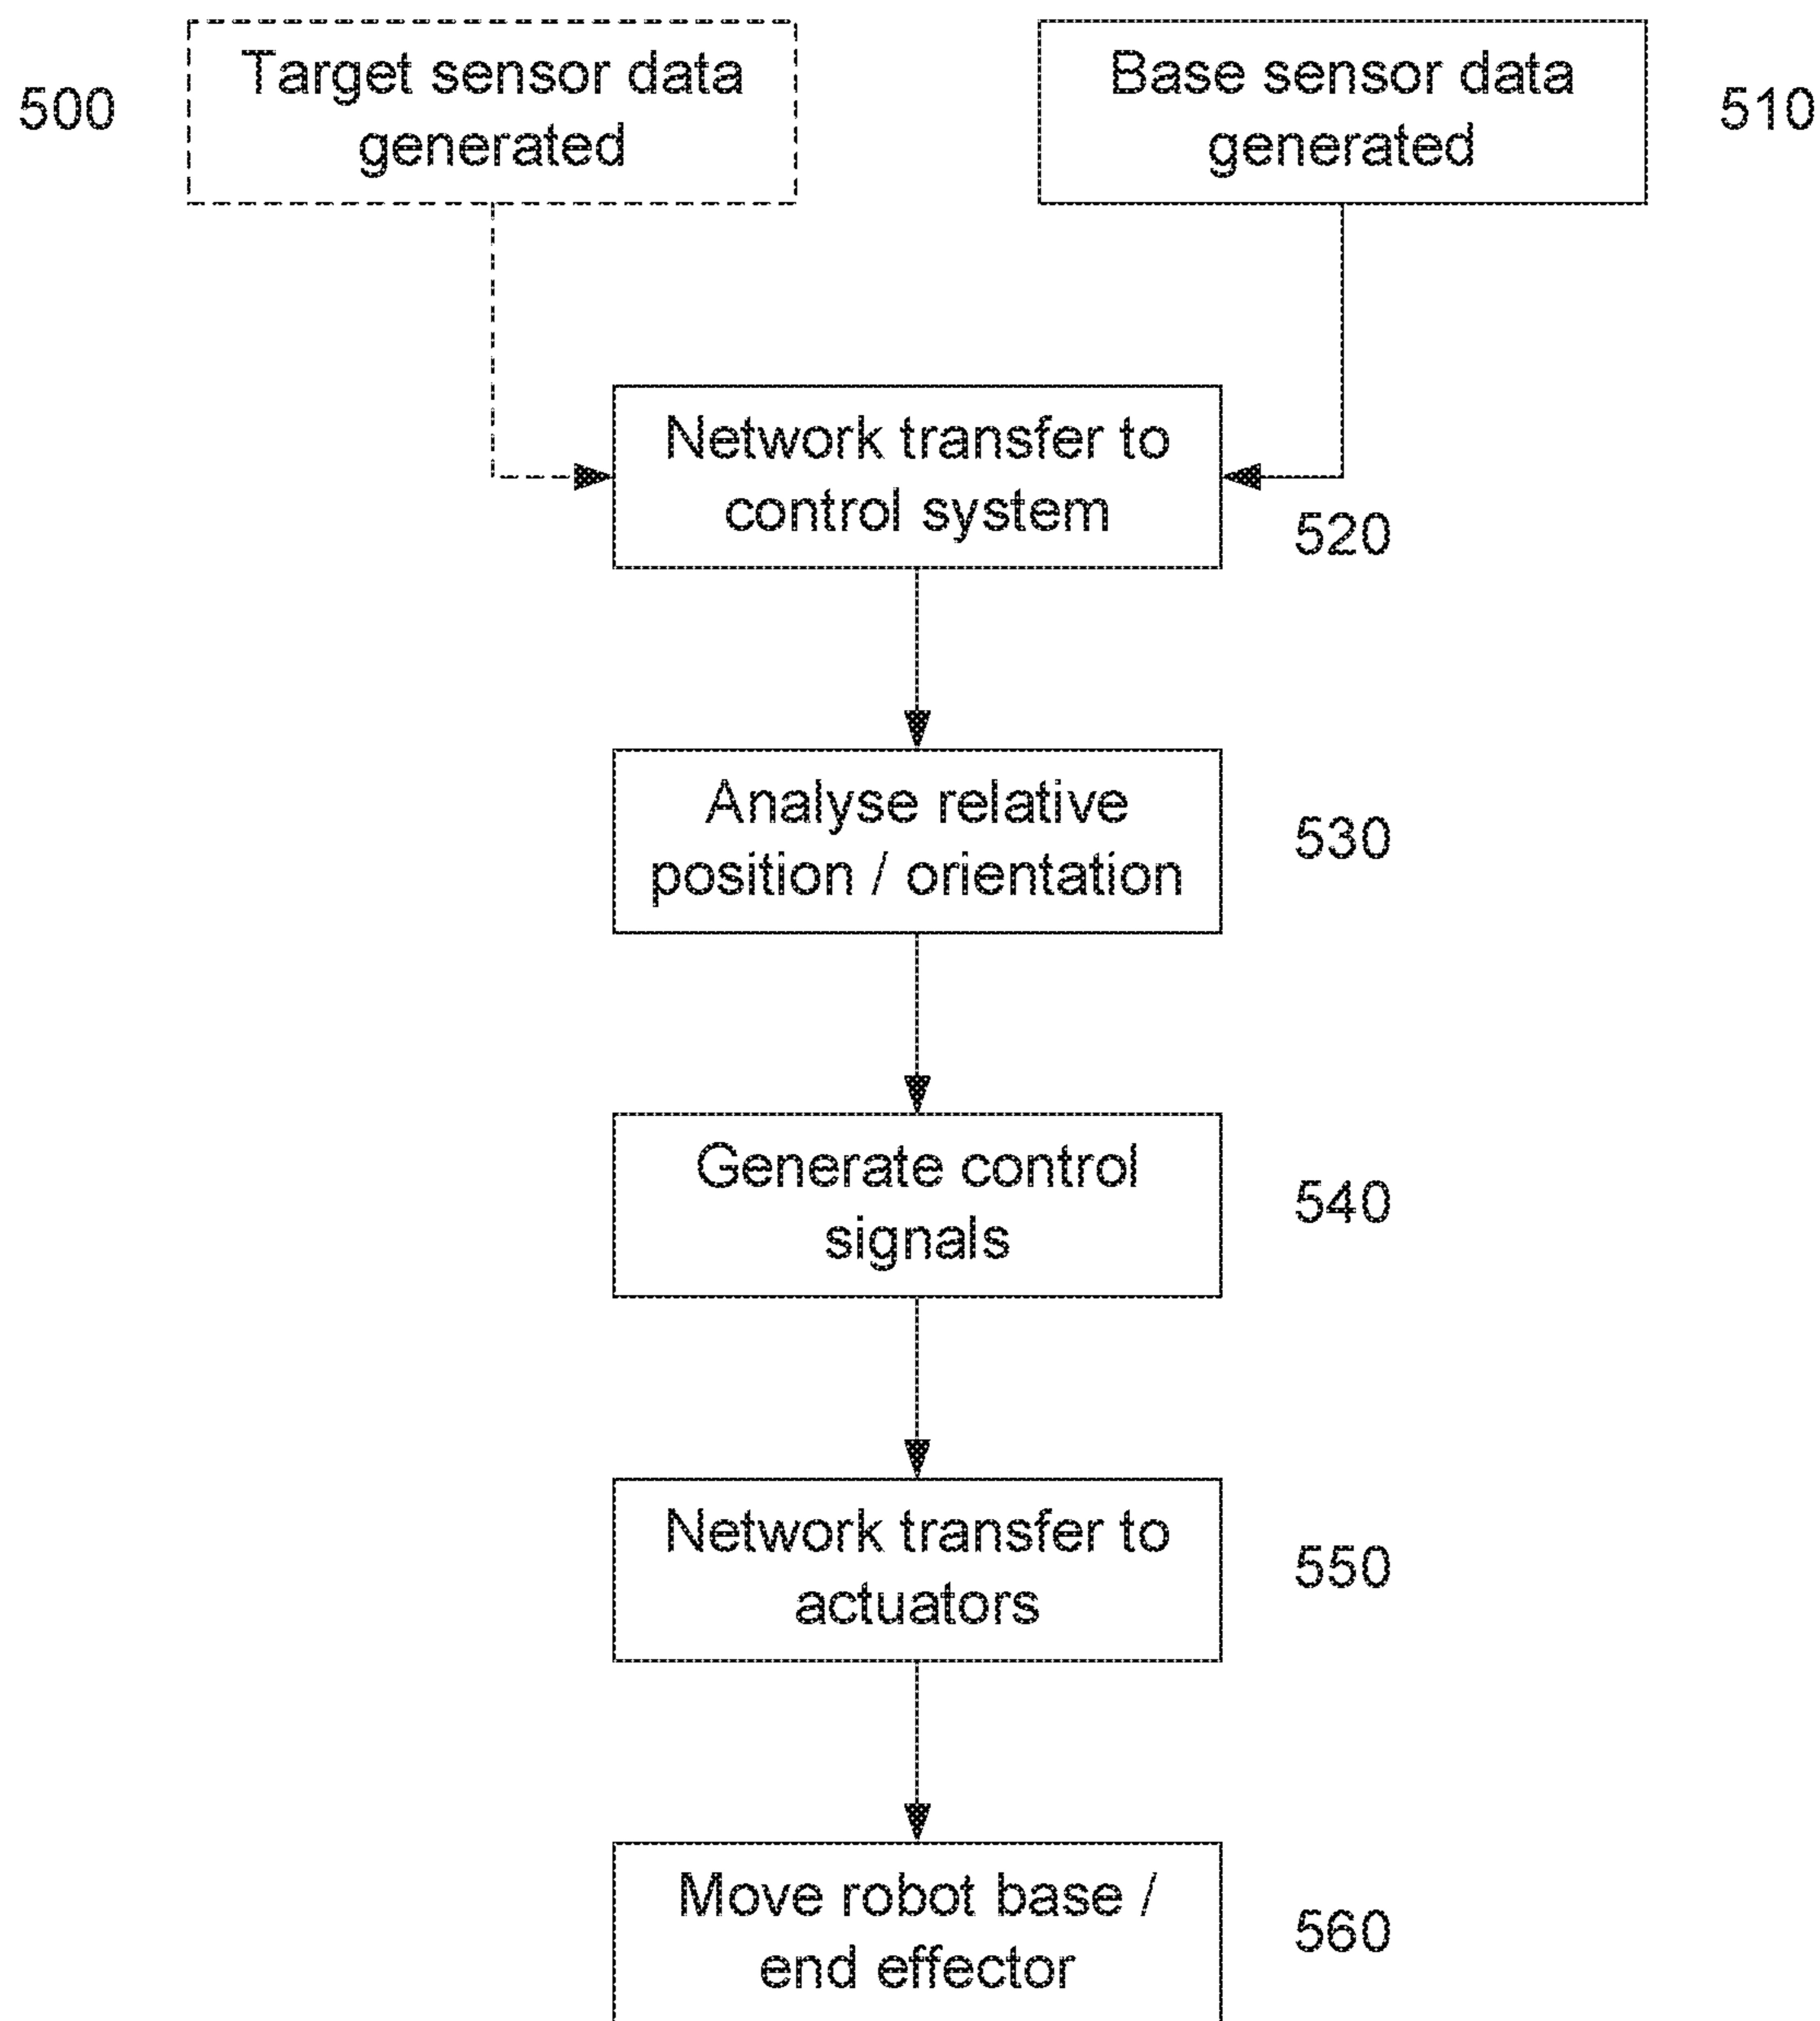 Target sensor data
generated
500
Base sensor data
generated
510
Network transfer to
control system
520
Analyse relative
position / orientation
530
Generate control
signals
540
Network transfer to
actuators
550
Move robot base /
end effector
560